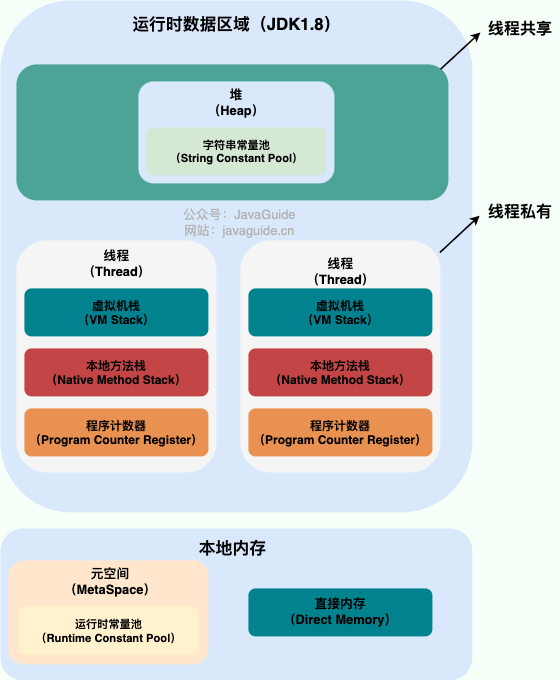 运行时数据区域（JDK1.8）
线程共享
堆
（Heap）
字符串常量池
（String Constant Pool）
公众号：JavaGuide
网站：javaguide.cn
线程私有
线程
（Thread）
虚拟机栈
（VM Stack）
本地方法栈
（Native Method Stack）
程序计数器
（Program Counter Register）
线程
（Thread）
虚拟机栈
（VM Stack）
本地方法栈
（Native Method Stack）
程序计数器
（Program Counter Register）
本地内存
元空间
（MetaSpace）
运行时常量池
（Runtime Constant Pool）
直接内存
（Direct Memory）